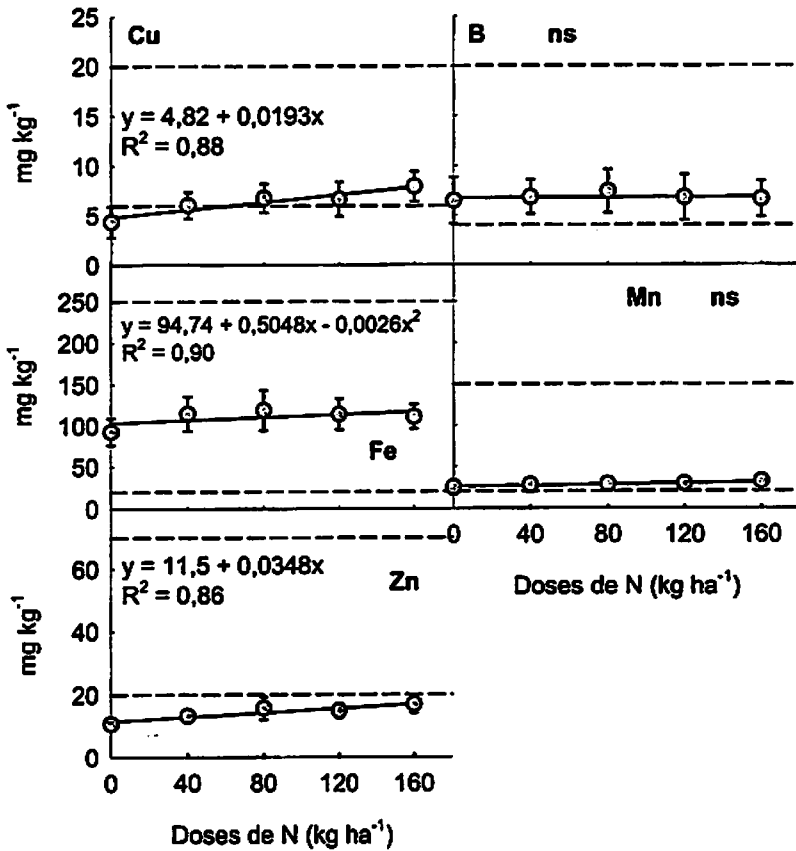 Cu
mg kg⁻¹
25
20
15
10
5
0
y = 4,82 + 0,0193x
R² = 0,88
B ns
mg kg⁻¹
250
200
150
100
50
0
y = 94,74 + 0,5048x - 0,0026x²
R² = 0,90
Fe
Mn ns
0 40 80 120 160
Doses de N (kg ha⁻¹)
mg kg⁻¹
60
40
20
0
y = 11,5 + 0,0348x
R² = 0,86
Zn
0 40 80 120 160
Doses de N (kg ha⁻¹)